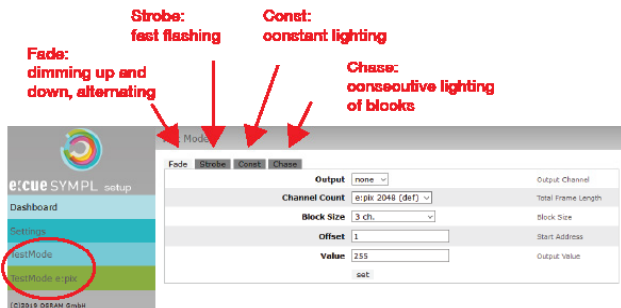 Strobe:
fast flashing
Const:
constant lighting
Fade:
dimming up and
down, alternating
Chase:
consecutive lighting
of blocks
Mode
Fade Strobe Const Chase
Output none Output Channel
Channel Count e:pix 2048 (def) Total Frame Length
Block Size 3 ch. Block Size
Offset 1 Start Address
Value 255 Output Value
set
e:cue SYMPL setup
Dashboard
Settings
TestMode
TestMode e:pix
(C)2019 OSRAM GmbH